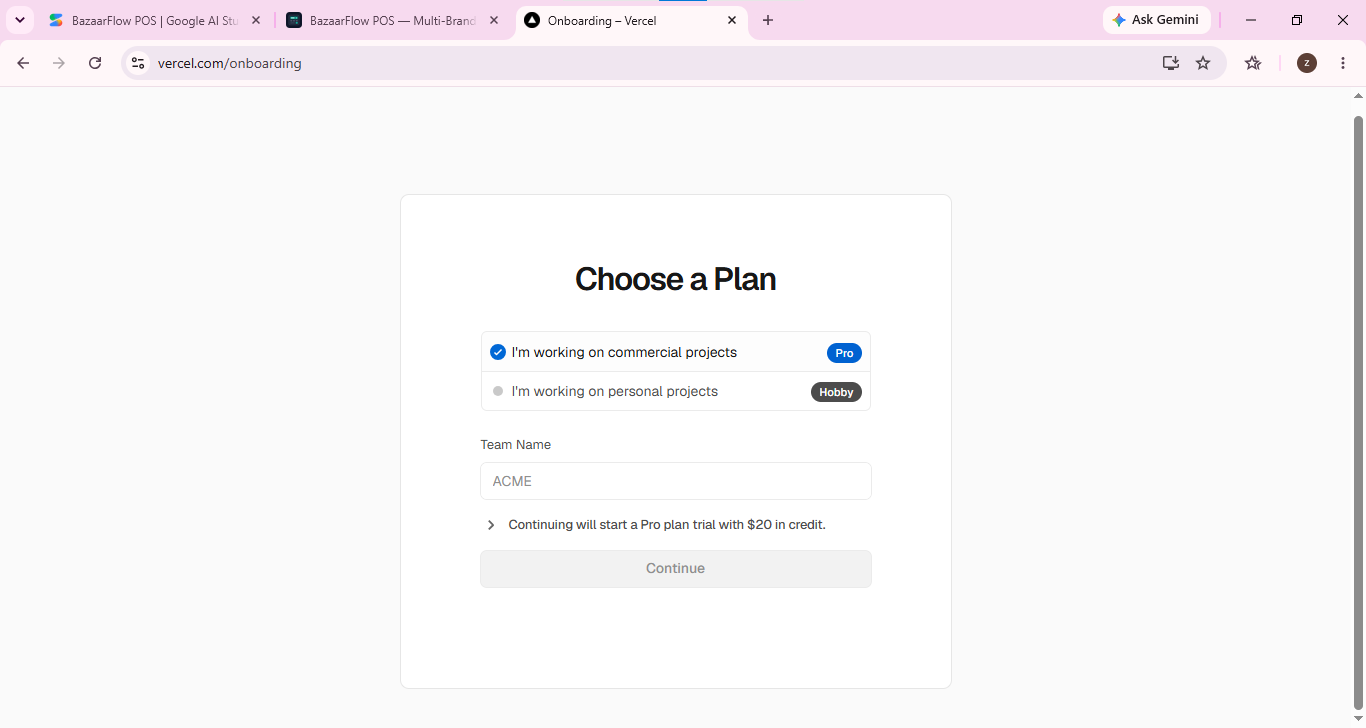 BazaarFlow POS | Google AI Stu
BazaarFlow POS — Multi-Brand
Onboarding – Vercel
Ask Gemini
vercel.com/onboarding
z
Choose a Plan
I'm working on commercial projects
Pro
I'm working on personal projects
Hobby
Team Name
ACME
Continuing will start a Pro plan trial with $20 in credit.
Continue